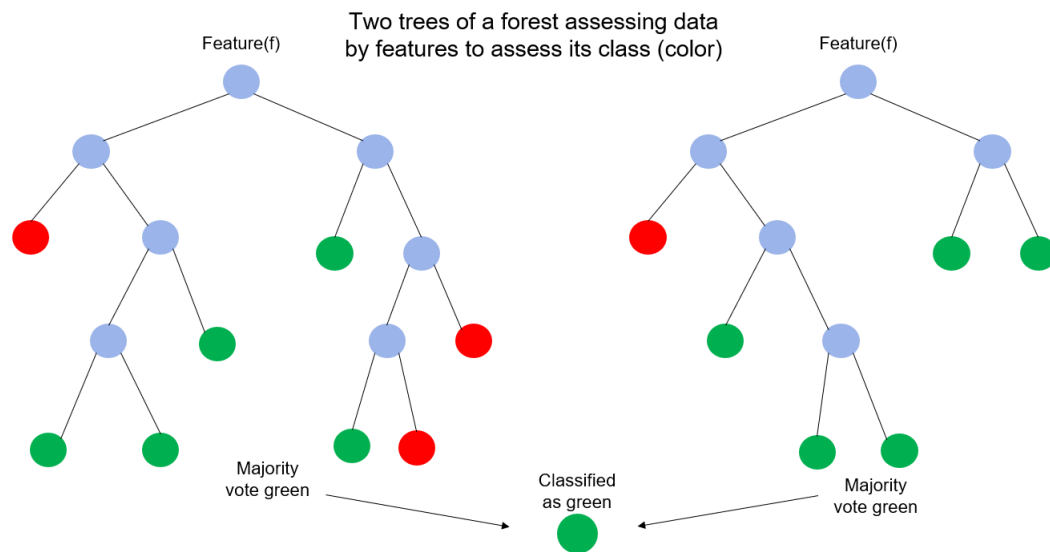 Two trees of a forest assessing data
by features to assess its class (color)
Feature(f)
Feature(f)
Majority
vote green
Classified
as green
Majority
vote green